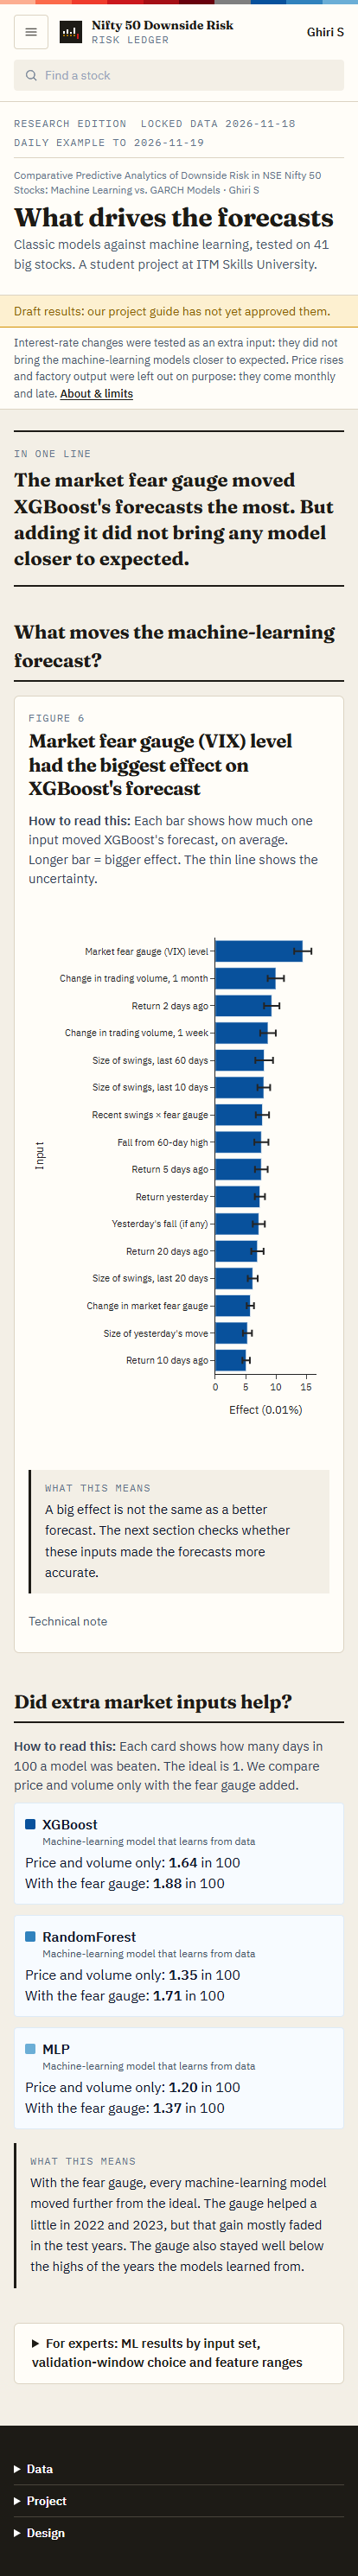 Nifty 50 Downside Risk
RISK LEDGER
Ghiri S
Find a stock
RESEARCH EDITION LOCKED DATA 2026-11-18
DAILY EXAMPLE TO 2026-11-19
Comparative Predictive Analytics of Downside Risk in NSE Nifty 50
Stocks: Machine Learning vs. GARCH Models · Ghiri S
What drives the forecasts
Classic models against machine learning, tested on 41
big stocks. A student project at ITM Skills University.
Draft results: our project guide has not yet approved them.
Interest-rate changes were tested as an extra input: they did not
bring the machine-learning models closer to expected. Price rises
and factory output were left out on purpose: they come monthly
and late. About & limits
IN ONE LINE
The market fear gauge moved
XGBoost's forecasts the most. But
adding it did not bring any model
closer to expected.
What moves the machine-learning
forecast?
FIGURE 6
Market fear gauge (VIX) level
had the biggest effect on
XGBoost's forecast
How to read this: Each bar shows how much one
input moved XGBoost's forecast, on average.
Longer bar = bigger effect. The thin line shows the
uncertainty.
Input
Market fear gauge (VIX) level
Change in trading volume, 1 month
Return 2 days ago
Change in trading volume, 1 week
Size of swings, last 60 days
Size of swings, last 10 days
Recent swings × fear gauge
Fall from 60-day high
Return 5 days ago
Return yesterday
Yesterday's fall (if any)
Return 20 days ago
Size of swings, last 20 days
Change in market fear gauge
Size of yesterday's move
Return 10 days ago
0 5 10 15
Effect (0.01%)
WHAT THIS MEANS
A big effect is not the same as a better
forecast. The next section checks whether
these inputs made the forecasts more
accurate.
Technical note
Did extra market inputs help?
How to read this: Each card shows how many days in
100 a model was beaten. The ideal is 1. We compare
price and volume only with the fear gauge added.
XGBoost
Machine-learning model that learns from data
Price and volume only: 1.64 in 100
With the fear gauge: 1.88 in 100
RandomForest
Machine-learning model that learns from data
Price and volume only: 1.35 in 100
With the fear gauge: 1.71 in 100
MLP
Machine-learning model that learns from data
Price and volume only: 1.20 in 100
With the fear gauge: 1.37 in 100
WHAT THIS MEANS
With the fear gauge, every machine-learning model
moved further from the ideal. The gauge helped a
little in 2022 and 2023, but that gain mostly faded
in the test years. The gauge also stayed well below
the highs of the years the models learned from.
For experts: ML results by input set,
validation-window choice and feature ranges
Data
Project
Design